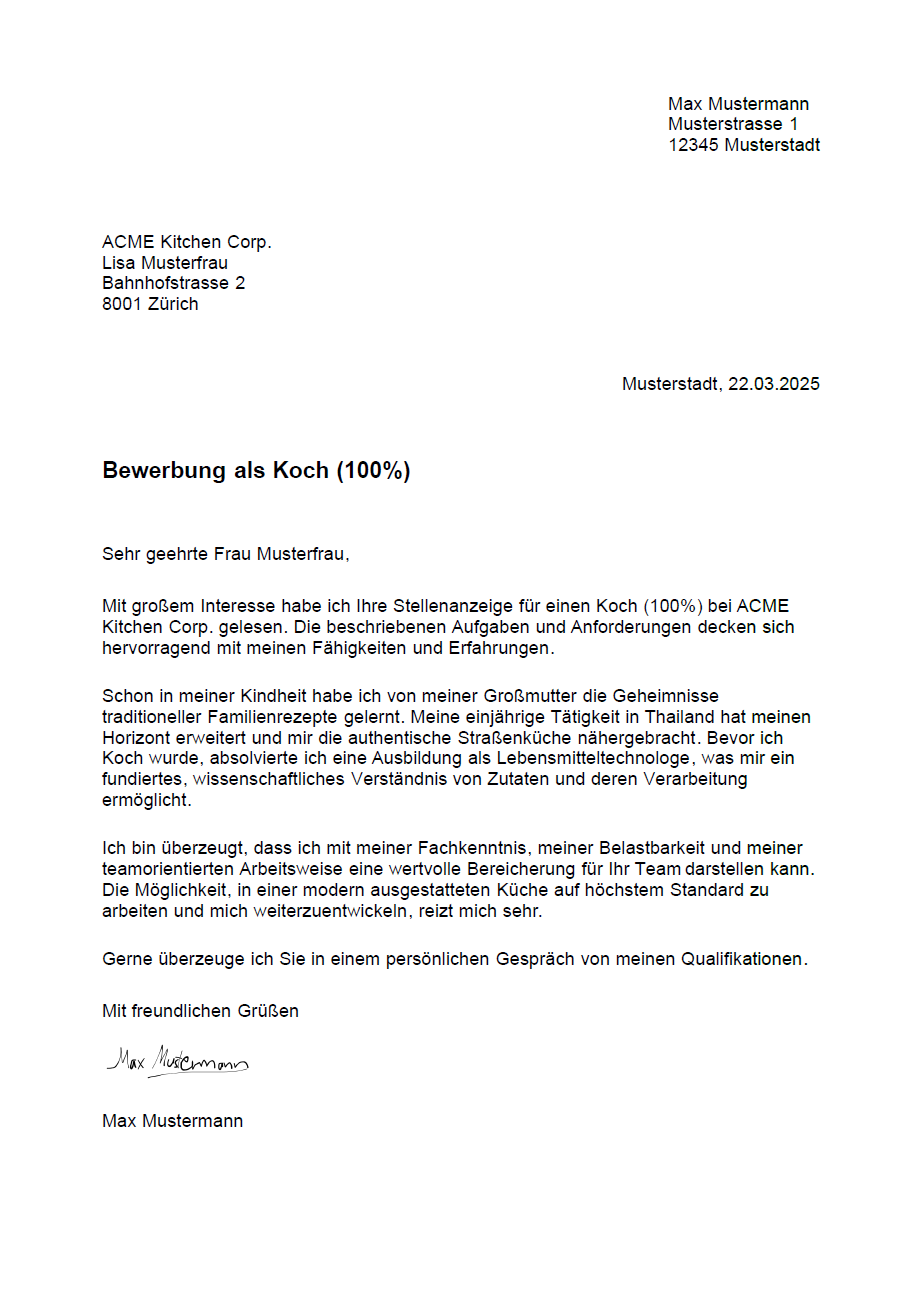 Max Mustermann
Musterstrasse 1
12345 Musterstadt
ACME Kitchen Corp.
Lisa Musterfrau
Bahnhofstrasse 2
8001 Zürich
Musterstadt, 22.03.2025
Bewerbung als Koch (100%)
Sehr geehrte Frau Musterfrau,
Mit großem Interesse habe ich Ihre Stellenanzeige für einen Koch (100%) bei ACME
Kitchen Corp. gelesen. Die beschriebenen Aufgaben und Anforderungen decken sich
hervorragend mit meinen Fähigkeiten und Erfahrungen.
Schon in meiner Kindheit habe ich von meiner Großmutter die Geheimnisse
traditioneller Familienrezepte gelernt. Meine einjährige Tätigkeit in Thailand hat meinen
Horizont erweitert und mir die authentische Straßenküche nähergebracht. Bevor ich
Koch wurde, absolvierte ich eine Ausbildung als Lebensmitteltechnologe, was mir ein
fundiertes, wissenschaftliches Verständnis von Zutaten und deren Verarbeitung
ermöglicht.
Ich bin überzeugt, dass ich mit meiner Fachkenntnis, meiner Belastbarkeit und meiner
teamorientierten Arbeitsweise eine wertvolle Bereicherung für Ihr Team darstellen kann.
Die Möglichkeit, in einer modern ausgestatteten Küche auf höchstem Standard zu
arbeiten und mich weiterzuentwickeln, reizt mich sehr.
Gerne überzeuge ich Sie in einem persönlichen Gespräch von meinen Qualifikationen.
Mit freundlichen Grüßen
Max Mustermann
Max Mustermann